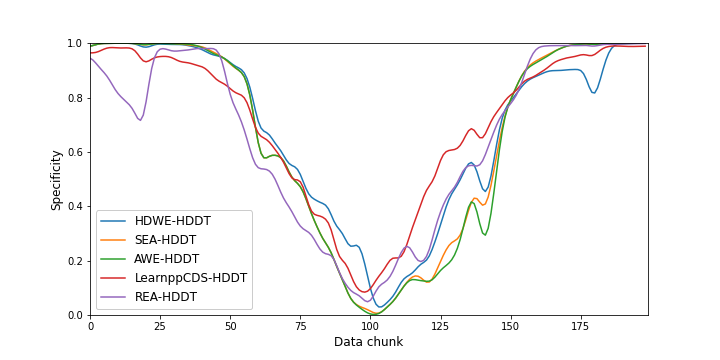 1.0
0.8
0.6
0.4
0.2
0.0
Specificity
HDWE-HDDT
SEA-HDDT
AWE-HDDT
LearnppCDS-HDDT
REA-HDDT
0 25 50 75 100 125 150 175
Data chunk